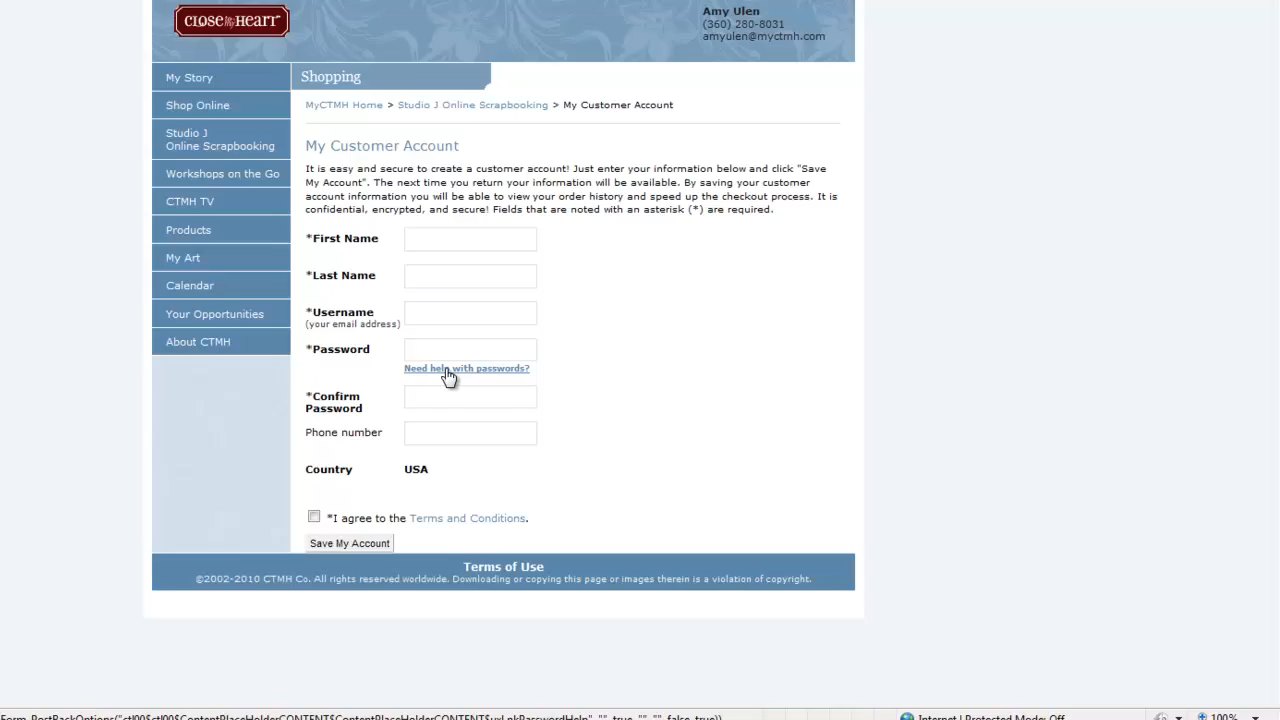 CLOSE MY HEART
Amy Ulen
(360) 280-8031
amyulen@myctmh.com
My Story
Shop Online
Studio J
Online Scrapbooking
Workshops on the Go
CTMH TV
Products
My Art
Calendar
Your Opportunities
About CTMH
Shopping
MyCTMH Home > Studio J Online Scrapbooking > My Customer Account
My Customer Account
It is easy and secure to create a customer account! Just enter your information below and click "Save
My Account". The next time you return your information will be available. By saving your customer
account information you will be able to view your order history and speed up the checkout process. It is
confidential, encrypted, and secure! Fields that are noted with an asterisk (*) are required.
*First Name
*Last Name
*Username
(your email address)
*Password
Need help with passwords?
*Confirm
Password
Phone number
Country USA
*I agree to the Terms and Conditions.
Save My Account
Terms of Use
©2002-2010 CTMH Co. All rights reserved worldwide. Downloading or copying this page or images therein is a violation of copyright.
Internet | Protected Mode: Off
100%